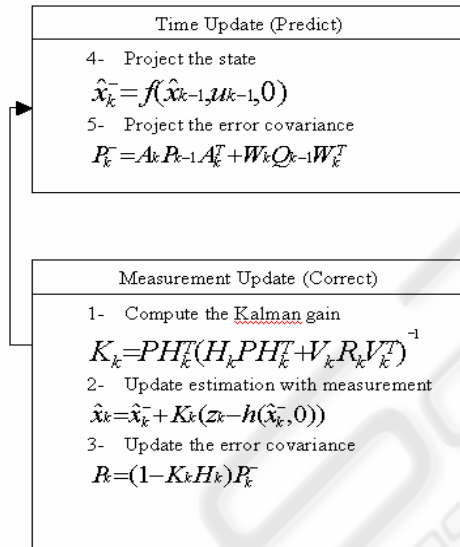 Time Update (Predict)
4- Project the state
x̂ₖ⁻=f(x̂ₖ₋₁,uₖ₋₁,0)
5- Project the error covariance
Pₖ⁻=AₖPₖ₋₁Aₖᵀ+WₖQₖ₋₁Wₖᵀ
Measurement Update (Correct)
1- Compute the Kalman gain
Kₖ=PHₖᵀ(HₖPHₖᵀ+VₖRₖVₖᵀ)⁻¹
2- Update estimation with measurement
x̂ₖ=x̂ₖ⁻+Kₖ(zₖ−h(x̂ₖ⁻,0))
3- Update the error covariance
Pₖ=(1−KₖHₖ)Pₖ⁻